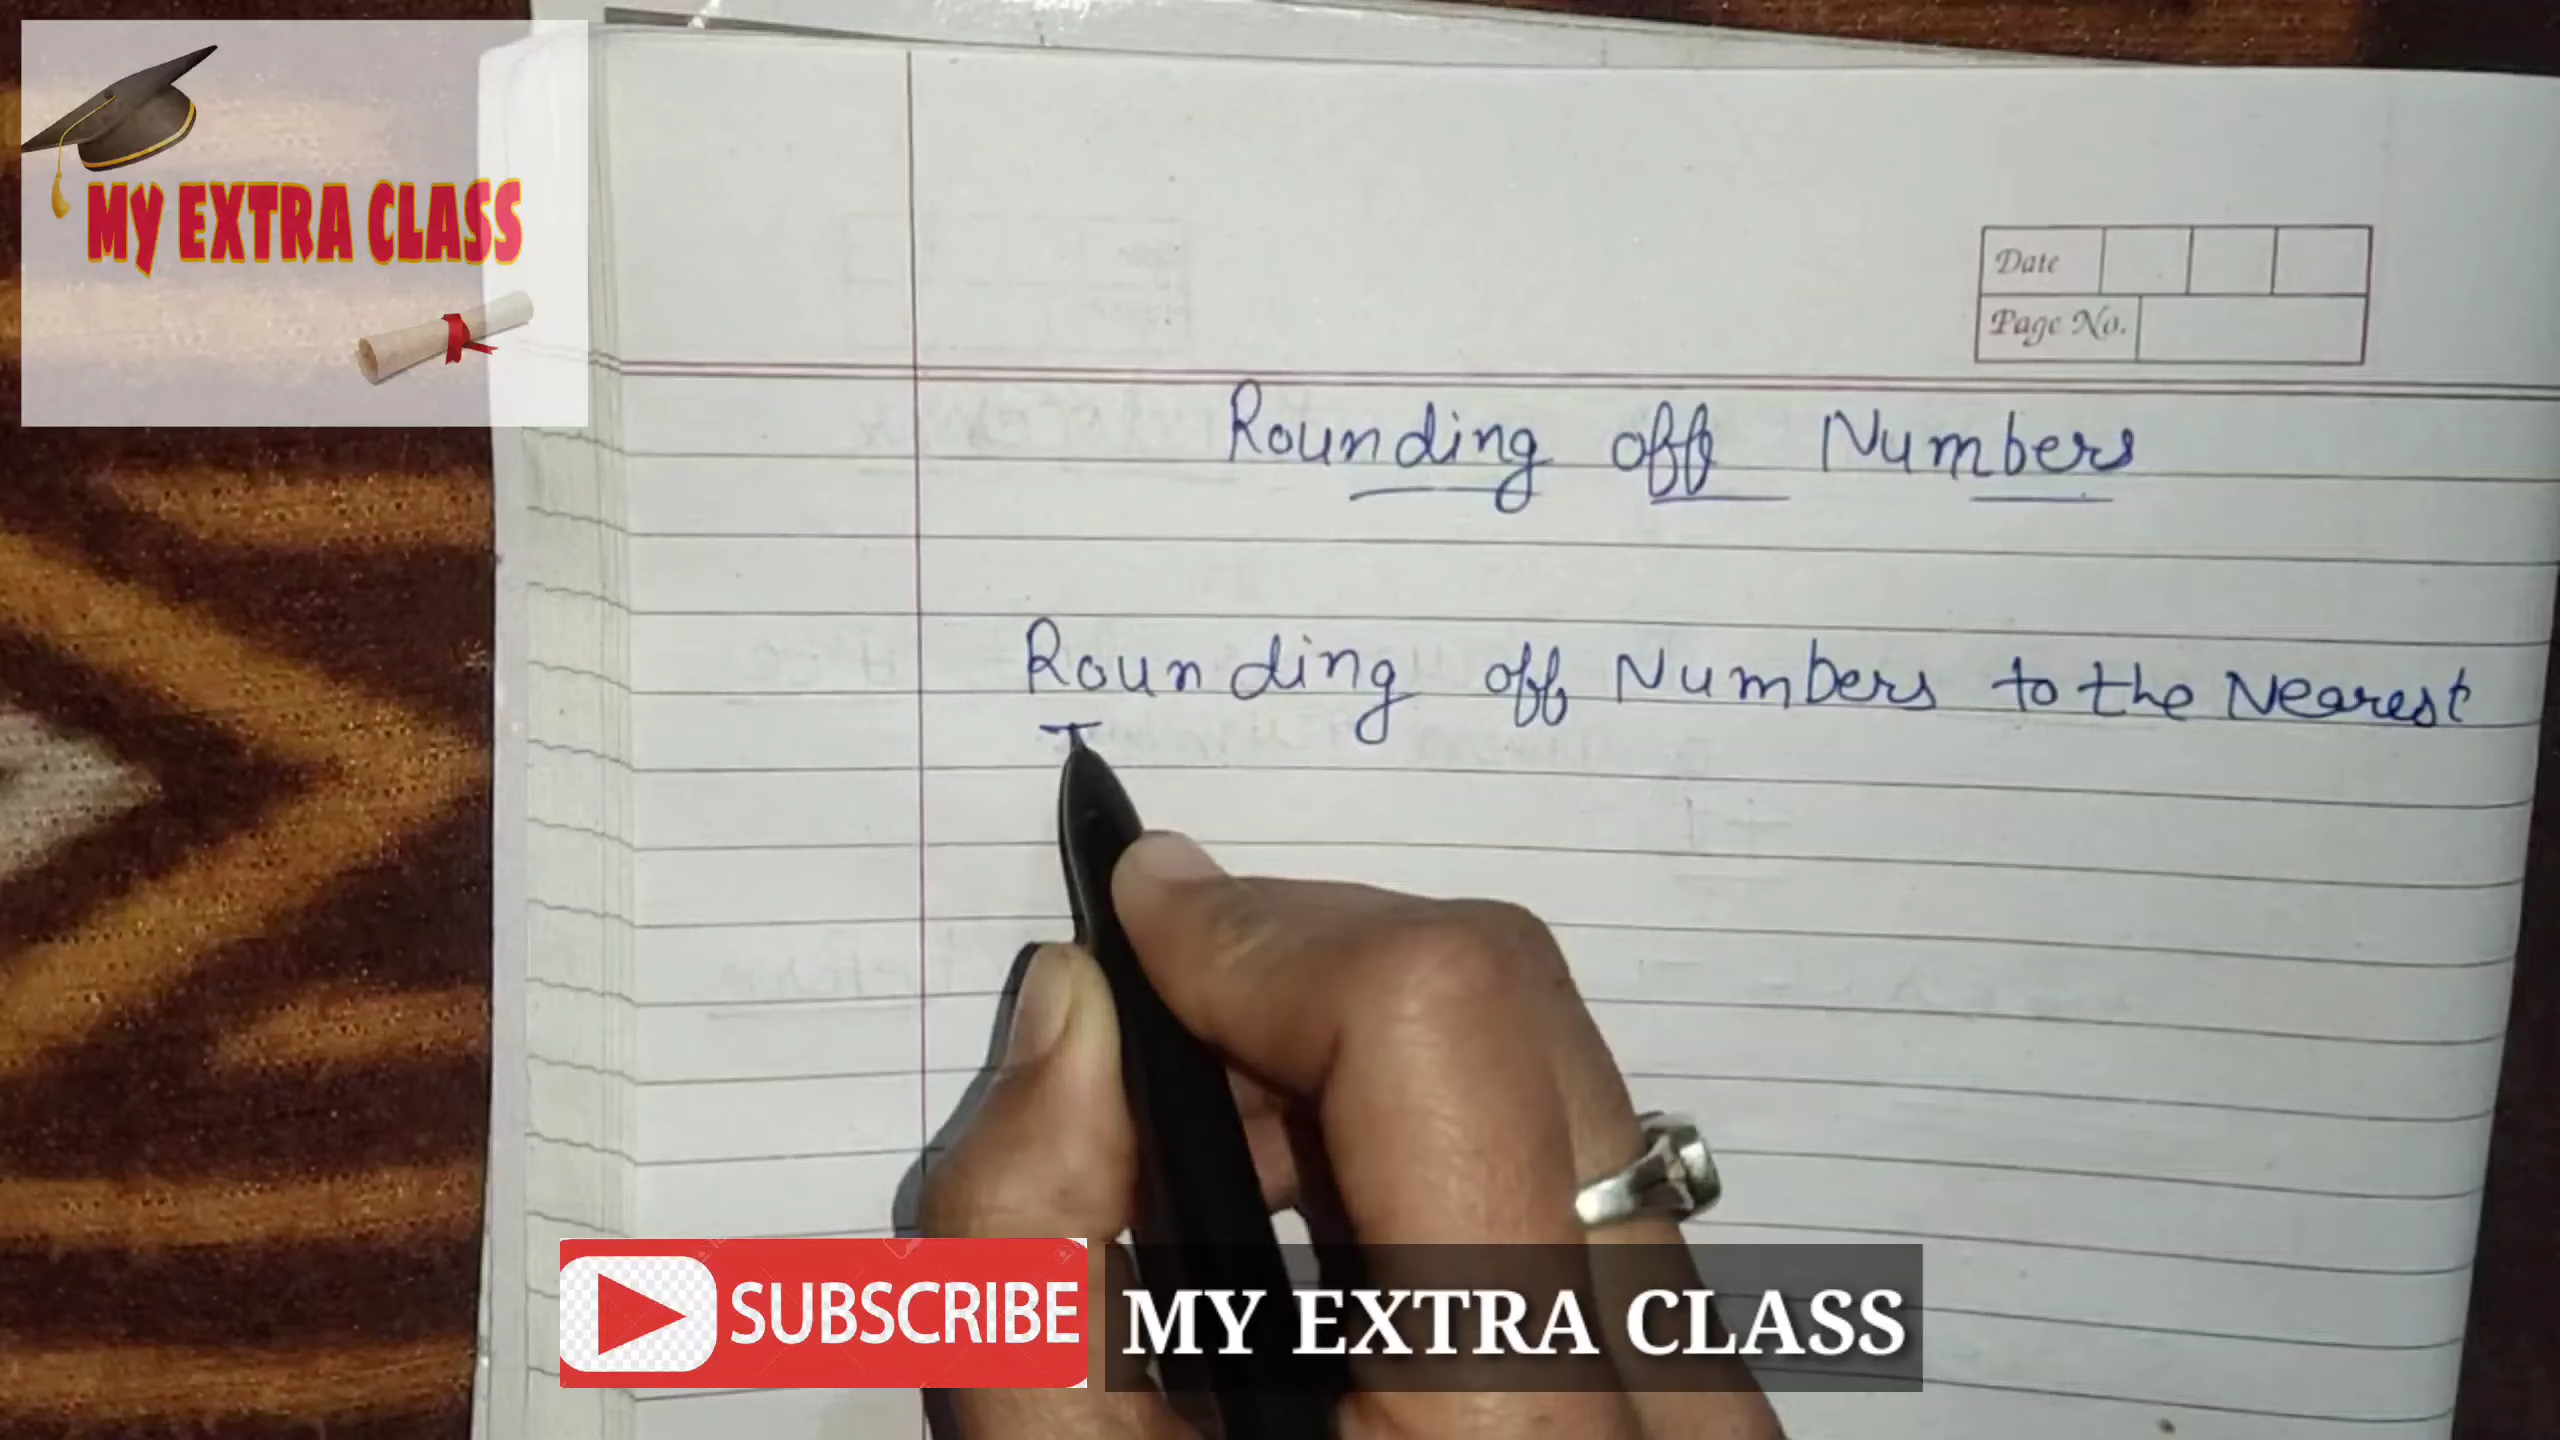 MY EXTRA CLASS
Date
Page No.
Rounding off Numbers
Rounding off Numbers to the Nearest
T
SUBSCRIBE
MY EXTRA CLASS